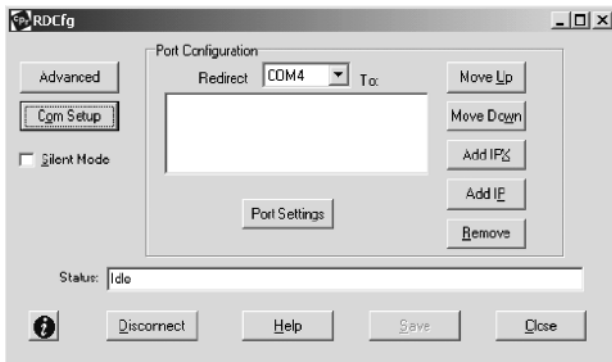 RDCfg
Port Configuration
Advanced
Redirect COM4 To:
Move Up
Com Setup
Move Down
Silent Mode
Add IPX
Add IP
Port Settings
Remove
Status: Idle
Disconnect Help Save Close